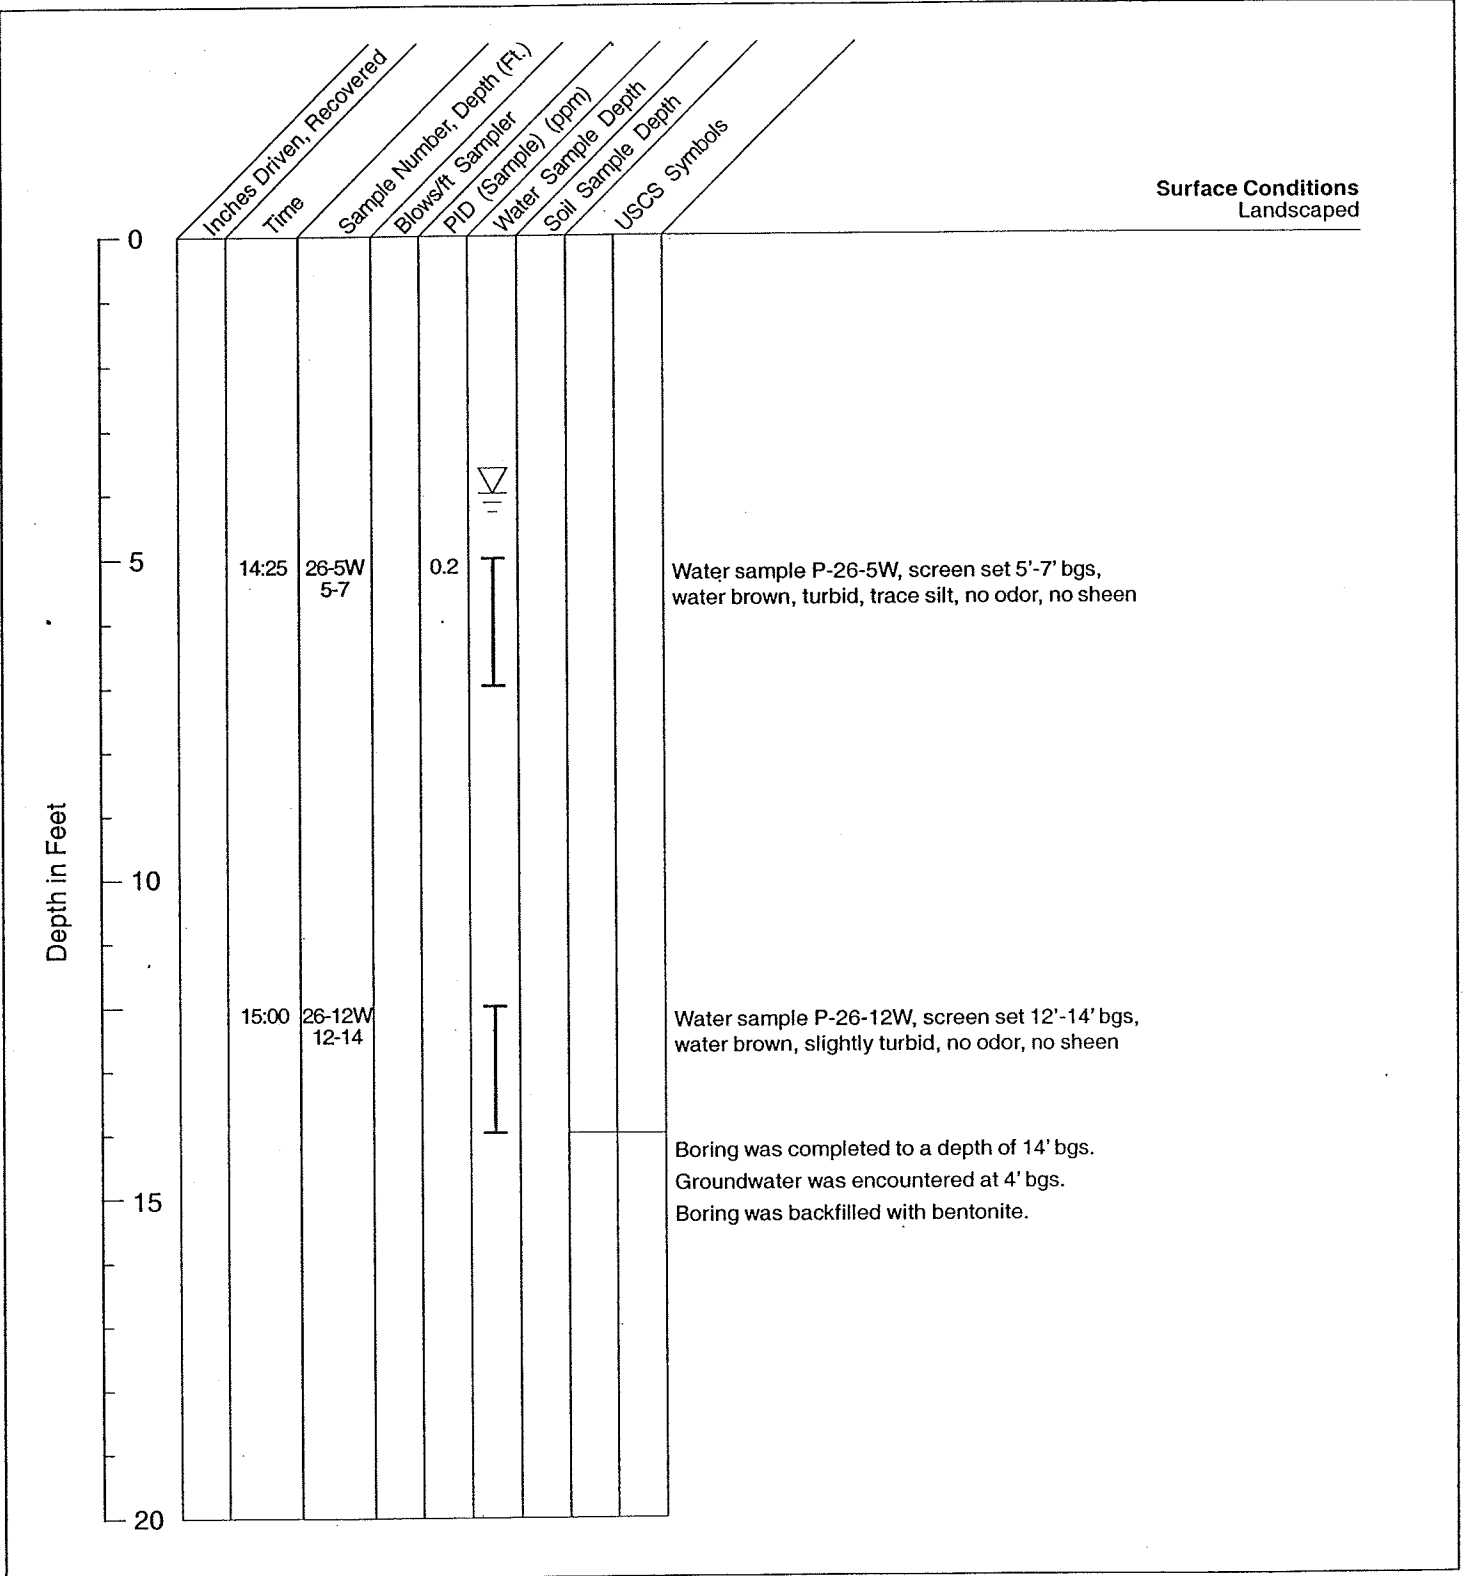 Inches Driven, Recovered
Time
Sample Number, Depth (Ft.)
Blows/ft Sampler
PID (Sample) (ppm)
Water Sample Depth
Soil Sample Depth
USCS Symbols
Surface Conditions
Landscaped
0
5
14:25 26-5W 0.2 Water sample P-26-5W, screen set 5'-7' bgs,
5-7 water brown, turbid, trace silt, no odor, no sheen
Depth in Feet
10
15:00 26-12W Water sample P-26-12W, screen set 12'-14' bgs,
12-14 water brown, slightly turbid, no odor, no sheen
Boring was completed to a depth of 14' bgs.
Groundwater was encountered at 4' bgs.
15
Boring was backfilled with bentonite.
20